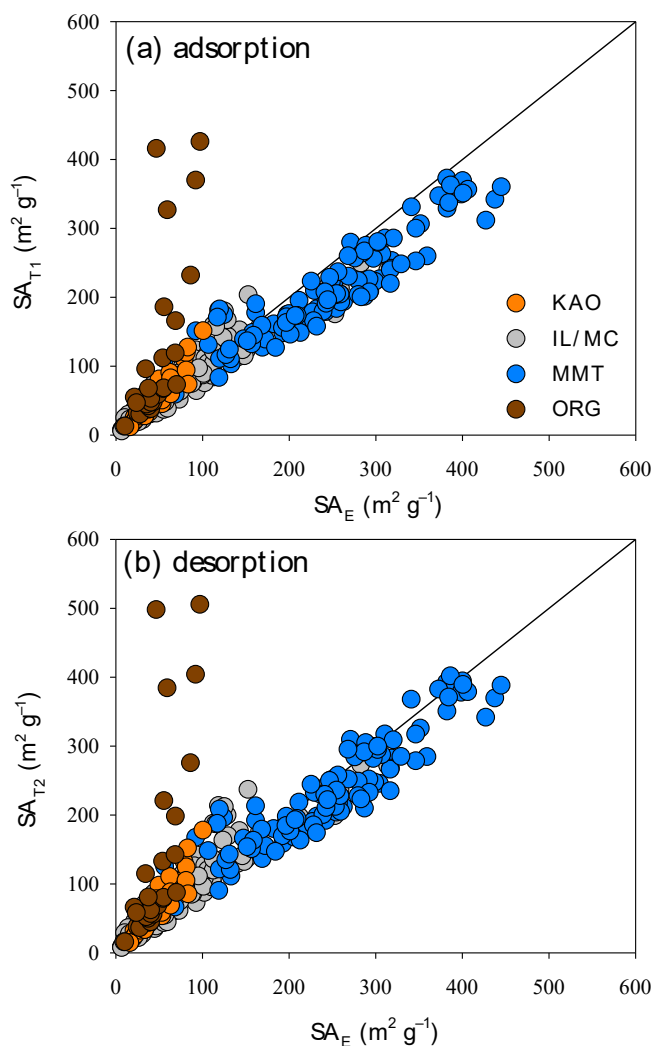 (a) adsorption
600
500
400
300
200
100
0
SA_T1 (m² g⁻¹)
KAO
IL/MC
MMT
ORG
0 100 200 300 400 500 600
SA_E (m² g⁻¹)
(b) desorption
600
500
400
300
200
100
0
SA_T2 (m² g⁻¹)
0 100 200 300 400 500 600
SA_E (m² g⁻¹)